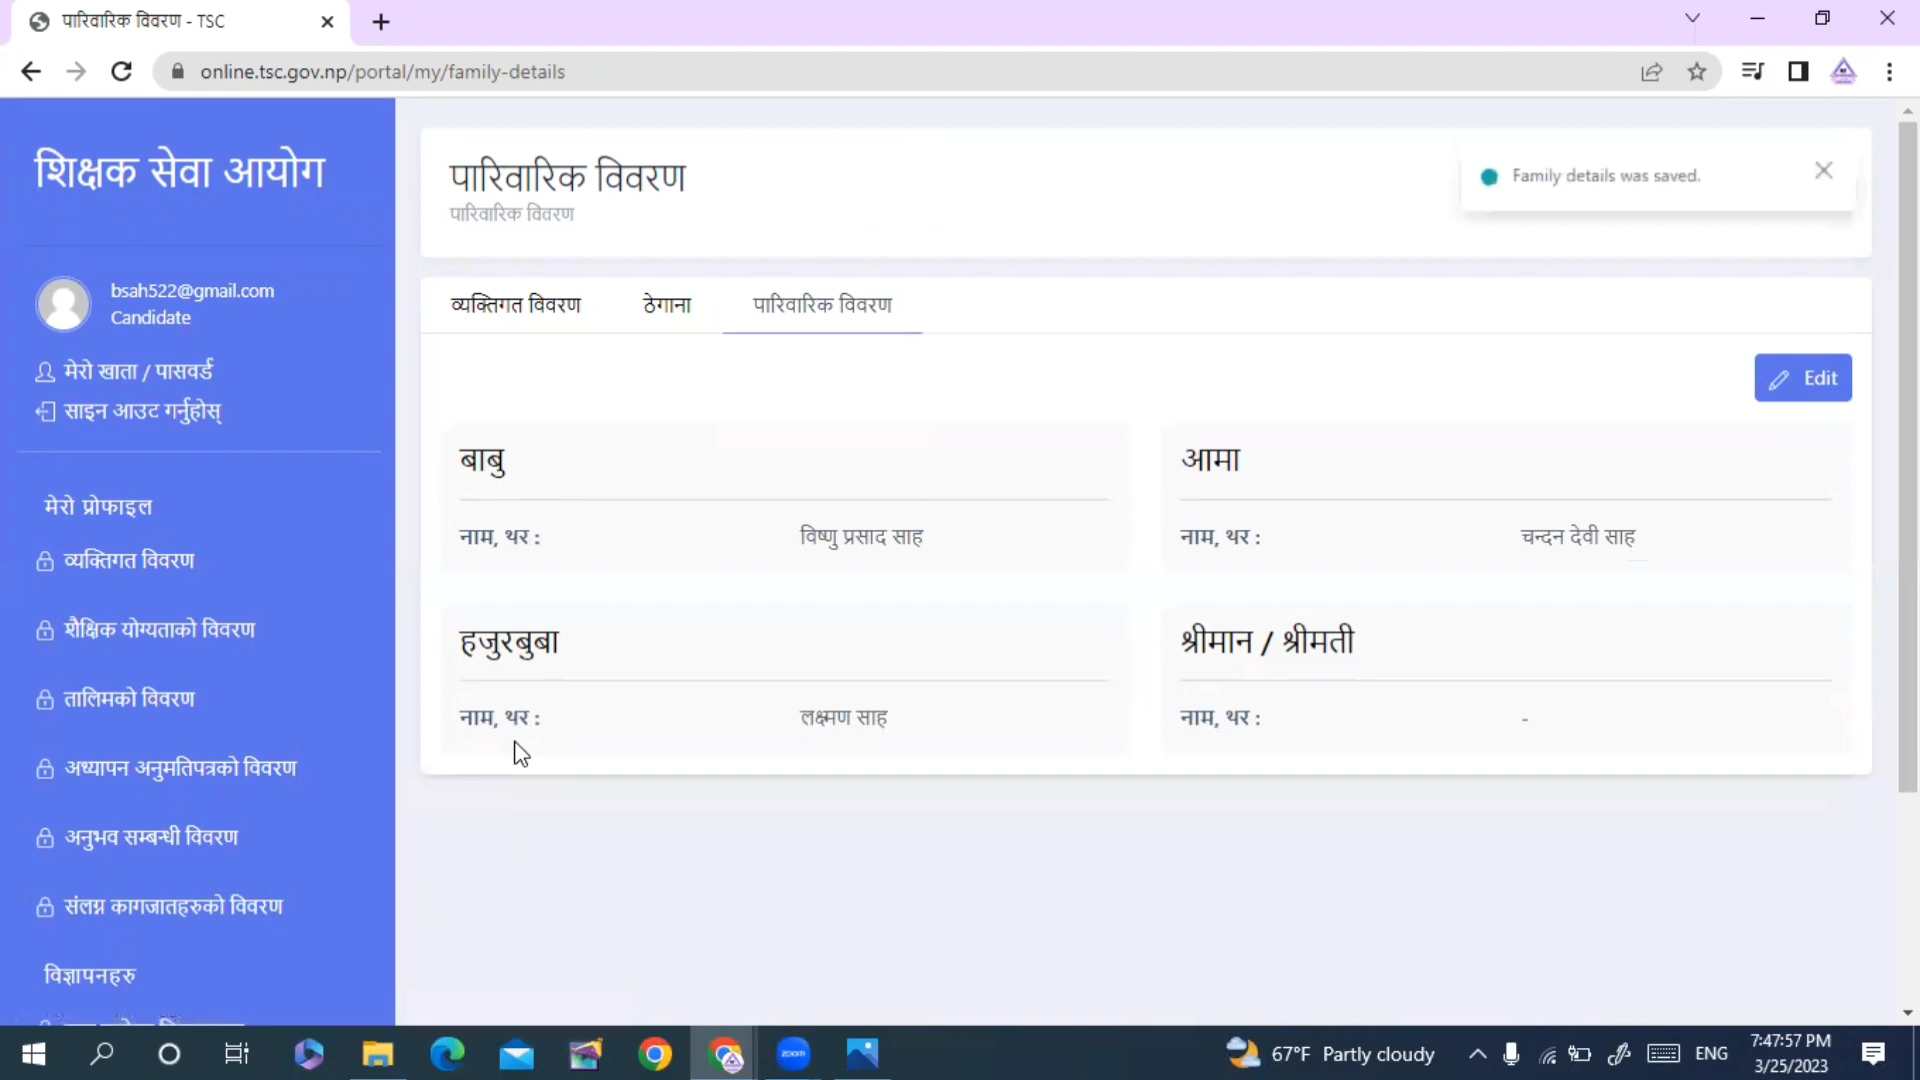 पारिवारिक विवरण - TSC
online.tsc.gov.np/portal/my/family-details
शिक्षक सेवा आयोग
bsah522@gmail.com
Candidate
मेरो खाता / पासवर्ड
साइन आउट गर्नुहोस्
मेरो प्रोफाइल
व्यक्तिगत विवरण
शैक्षिक योग्यताको विवरण
तालिमको विवरण
अध्यापन अनुमतिपत्रको विवरण
अनुभव सम्बन्धी विवरण
संलग्न कागजातहरुको विवरण
विज्ञापनहरु
पारिवारिक विवरण
पारिवारिक विवरण
Family details was saved.
व्यक्तिगत विवरण ठेगाना पारिवारिक विवरण
Edit
बाबु
नाम, थर : विष्णु प्रसाद साह
आमा
नाम, थर : चन्दन देवी साह
हजुरबुबा
नाम, थर : लक्ष्मण साह
श्रीमान / श्रीमती
नाम, थर : -
zoom
67°F Partly cloudy
ENG
7:47:57 PM
3/25/2023